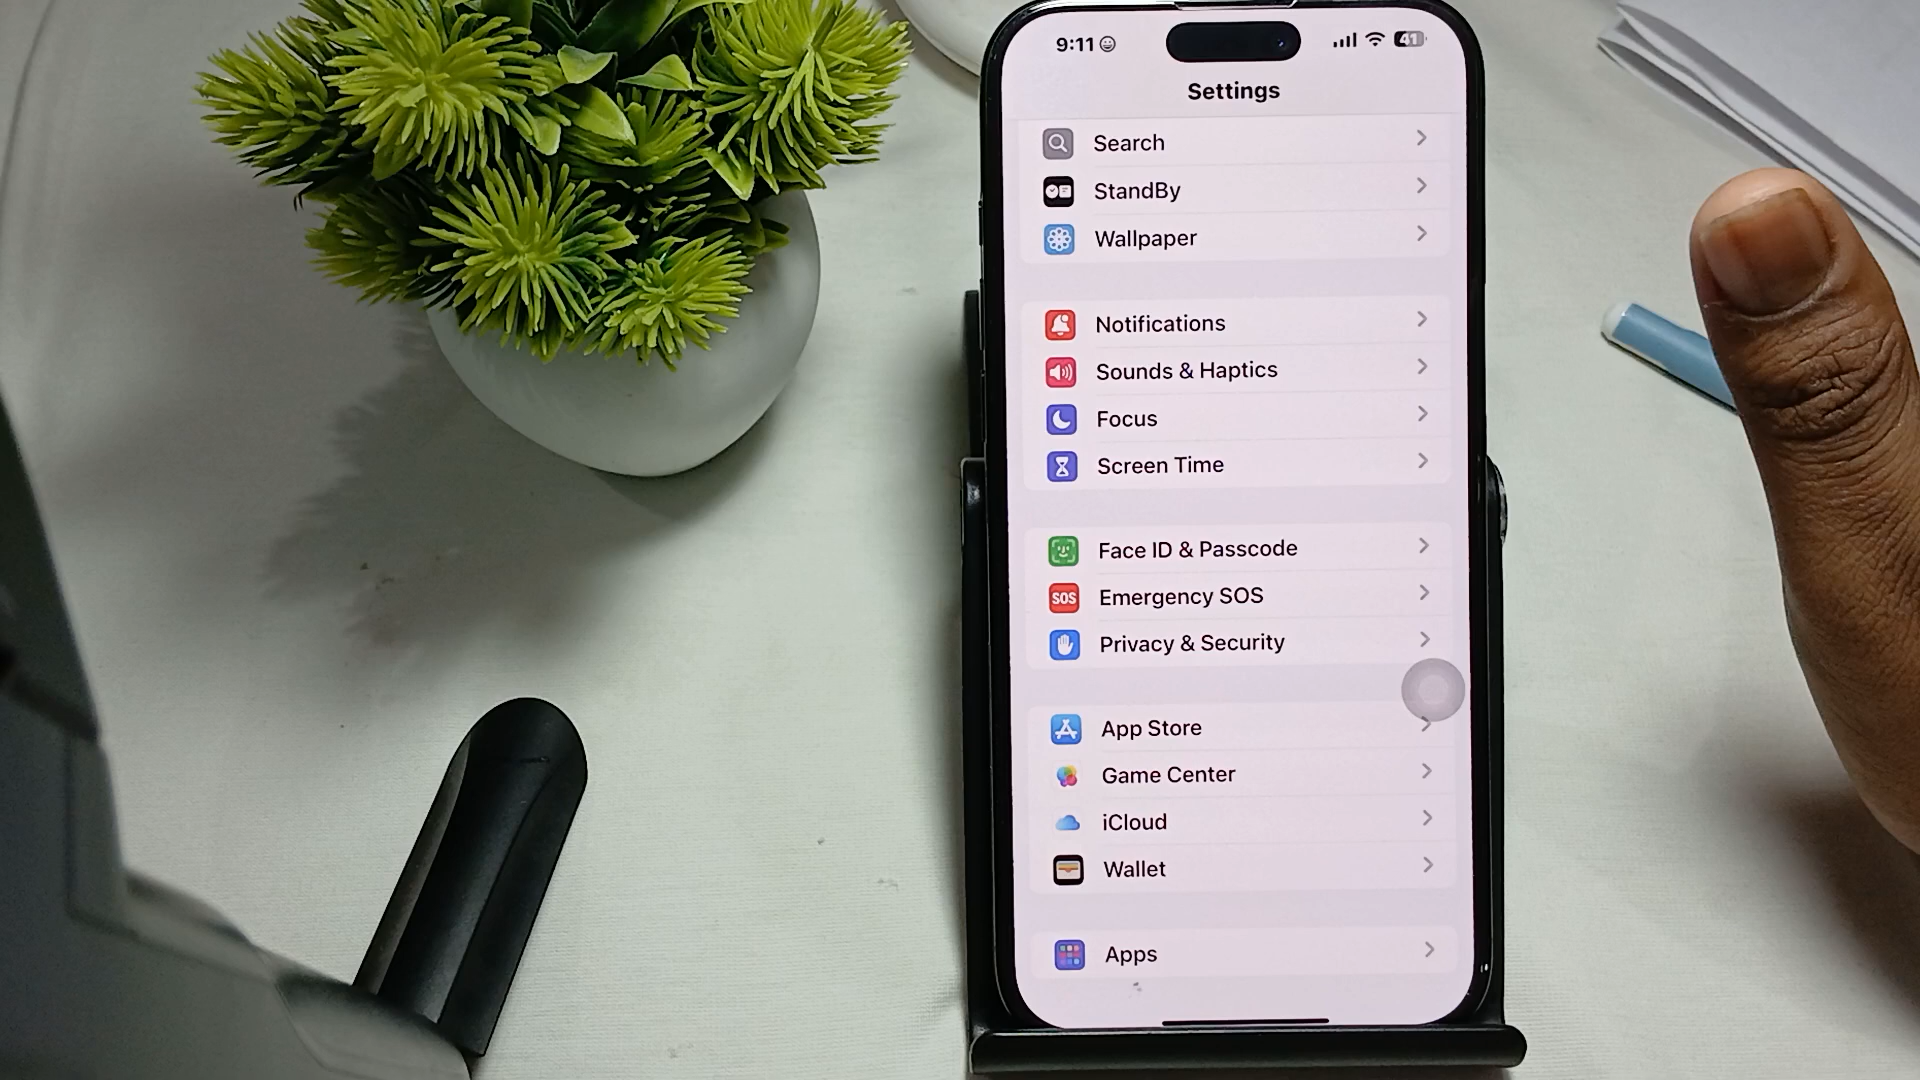 9:11
41
Settings
Search
StandBy
Wallpaper
Notifications
Sounds & Haptics
Focus
Screen Time
Face ID & Passcode
SOS Emergency SOS
Privacy & Security
App Store
Game Center
iCloud
Wallet
Apps